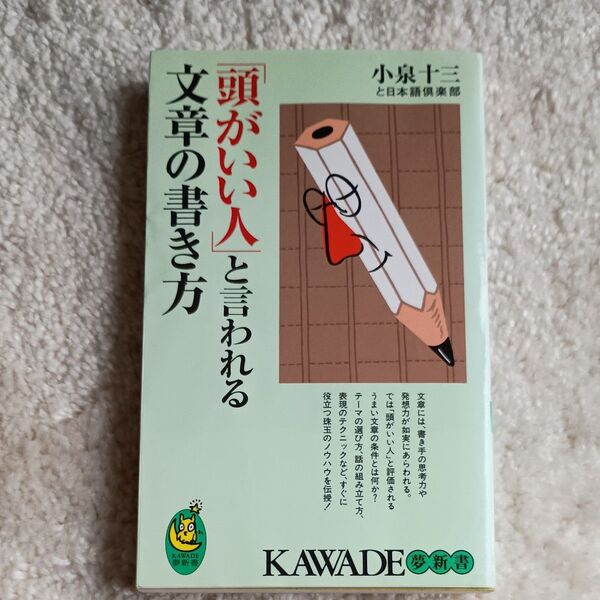 「頭がいい人」と言われる
文章の書き方
小泉十三
と日本語倶楽部
文章には、書き手の思考力や
発想力が如実にあらわれる。
では「頭がいい人」と評価される
うまい文章の条件とは何か?
テーマの選び方、話の組み立て方、
表現のテクニックなど、すぐに
役立つ珠玉のノウハウを伝授!
KAWADE
夢新書
KAWADE夢新書